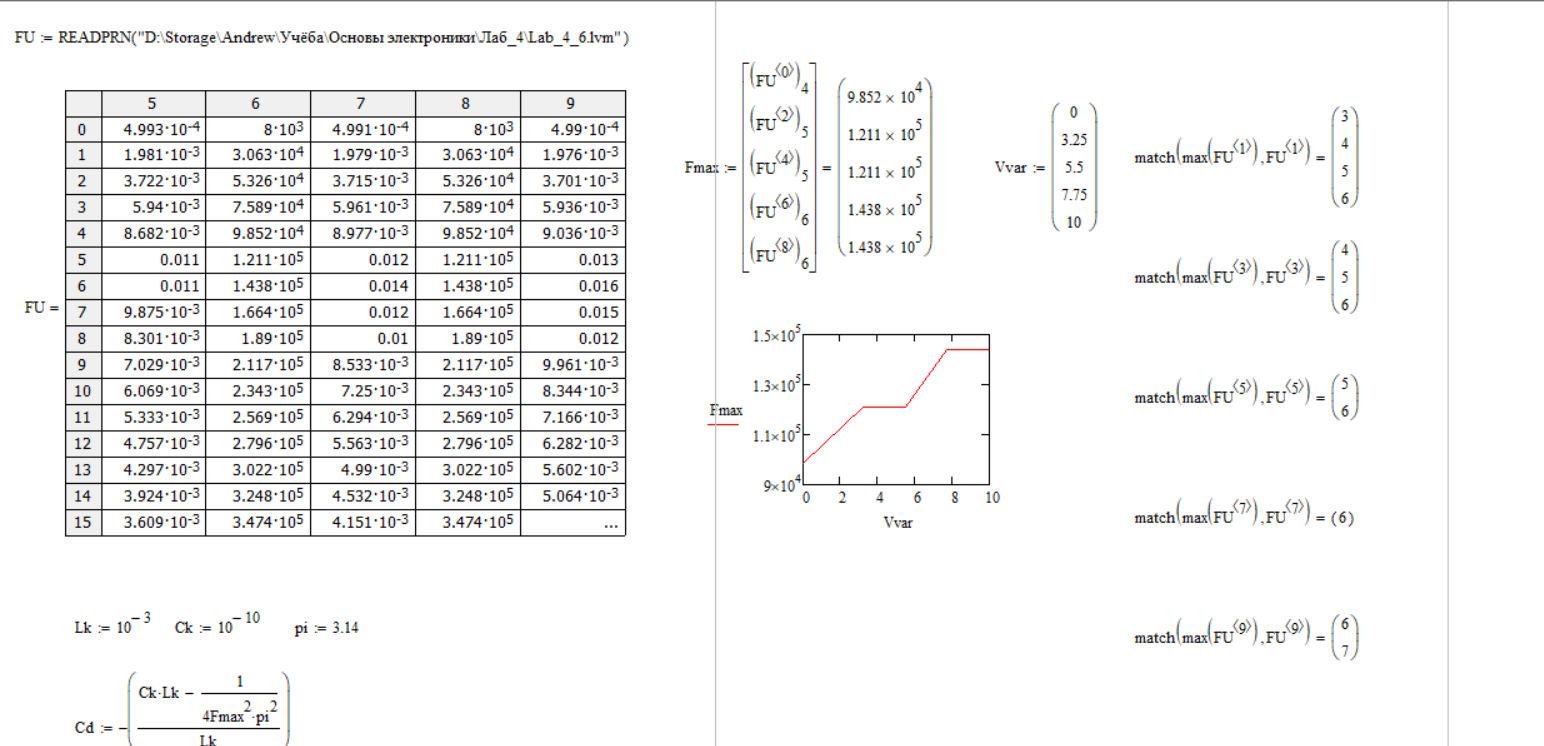 FU := READPRN("D:\Storage\Andrew\Учёба\Основы электроники\Лаб_4\Lab_4_6.lvm")
FU =
5 6 7 8 9
0 4.993·10^-4 8·10^3 4.991·10^-4 8·10^3 4.99·10^-4
1 1.981·10^-3 3.063·10^4 1.979·10^-3 3.063·10^4 1.976·10^-3
2 3.722·10^-3 5.326·10^4 3.715·10^-3 5.326·10^4 3.701·10^-3
3 5.94·10^-3 7.589·10^4 5.961·10^-3 7.589·10^4 5.936·10^-3
4 8.682·10^-3 9.852·10^4 8.977·10^-3 9.852·10^4 9.036·10^-3
5 0.011 1.211·10^5 0.012 1.211·10^5 0.013
6 0.011 1.438·10^5 0.014 1.438·10^5 0.016
7 9.875·10^-3 1.664·10^5 0.012 1.664·10^5 0.015
8 8.301·10^-3 1.89·10^5 0.01 1.89·10^5 0.012
9 7.029·10^-3 2.117·10^5 8.533·10^-3 2.117·10^5 9.961·10^-3
10 6.069·10^-3 2.343·10^5 7.25·10^-3 2.343·10^5 8.344·10^-3
11 5.333·10^-3 2.569·10^5 6.294·10^-3 2.569·10^5 7.166·10^-3
12 4.757·10^-3 2.796·10^5 5.563·10^-3 2.796·10^5 6.282·10^-3
13 4.297·10^-3 3.022·10^5 4.99·10^-3 3.022·10^5 5.602·10^-3
14 3.924·10^-3 3.248·10^5 4.532·10^-3 3.248·10^5 5.064·10^-3
15 3.609·10^-3 3.474·10^5 4.151·10^-3 3.474·10^5 ...
Lk := 10^-3 Ck := 10^-10 pi := 3.14
Cd := -((Ck·Lk - 1/(4Fmax^2·pi^2))/Lk)
Fmax :=
(FU^<0>)_4
(FU^<2>)_5
(FU^<4>)_5
(FU^<6>)_6
(FU^<8>)_6
=
9.852 × 10^4
1.211 × 10^5
1.211 × 10^5
1.438 × 10^5
1.438 × 10^5
Vvar :=
0
3.25
5.5
7.75
10
1.5×10^5
1.3×10^5
1.1×10^5
9×10^4
Fmax
0 2 4 6 8 10
Vvar
match(max(FU^<1>),FU^<1>) =
3
4
5
6
match(max(FU^<3>),FU^<3>) =
4
5
6
match(max(FU^<5>),FU^<5>) =
5
6
match(max(FU^<7>),FU^<7>) = (6)
match(max(FU^<9>),FU^<9>) =
6
7